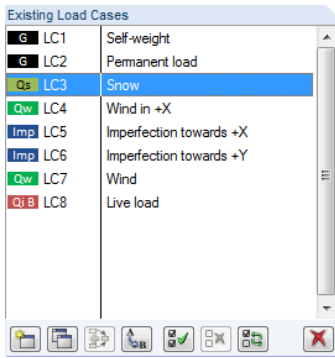 Existing Load Cases
G LC1 Self-weight
G LC2 Permanent load
Qs LC3 Snow
Qw LC4 Wind in +X
Imp LC5 Imperfection towards +X
Imp LC6 Imperfection towards +Y
Qw LC7 Wind
Qi B LC8 Live load
A B